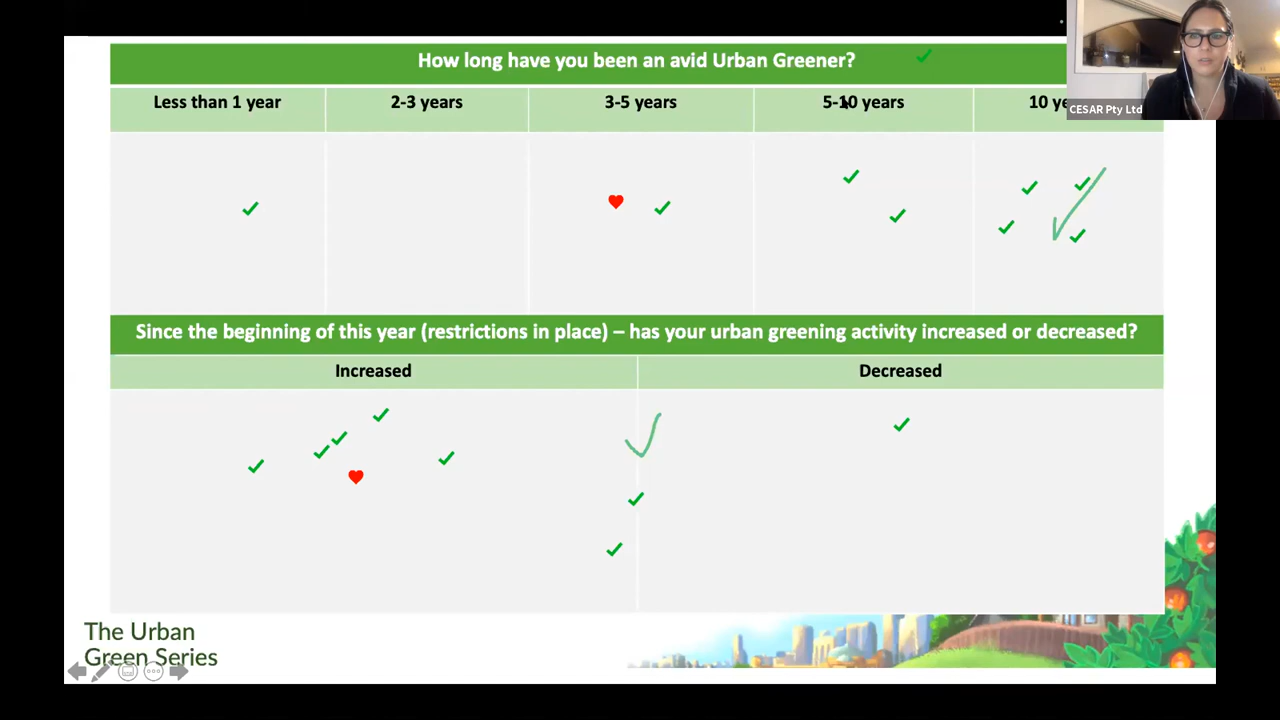 How long have you been an avid Urban Greener?
Less than 1 year
2-3 years
3-5 years
5-10 years
10 ye
CESAR Pty Ltd
Since the beginning of this year (restrictions in place) – has your urban greening activity increased or decreased?
Increased
Decreased
The Urban
Green Series